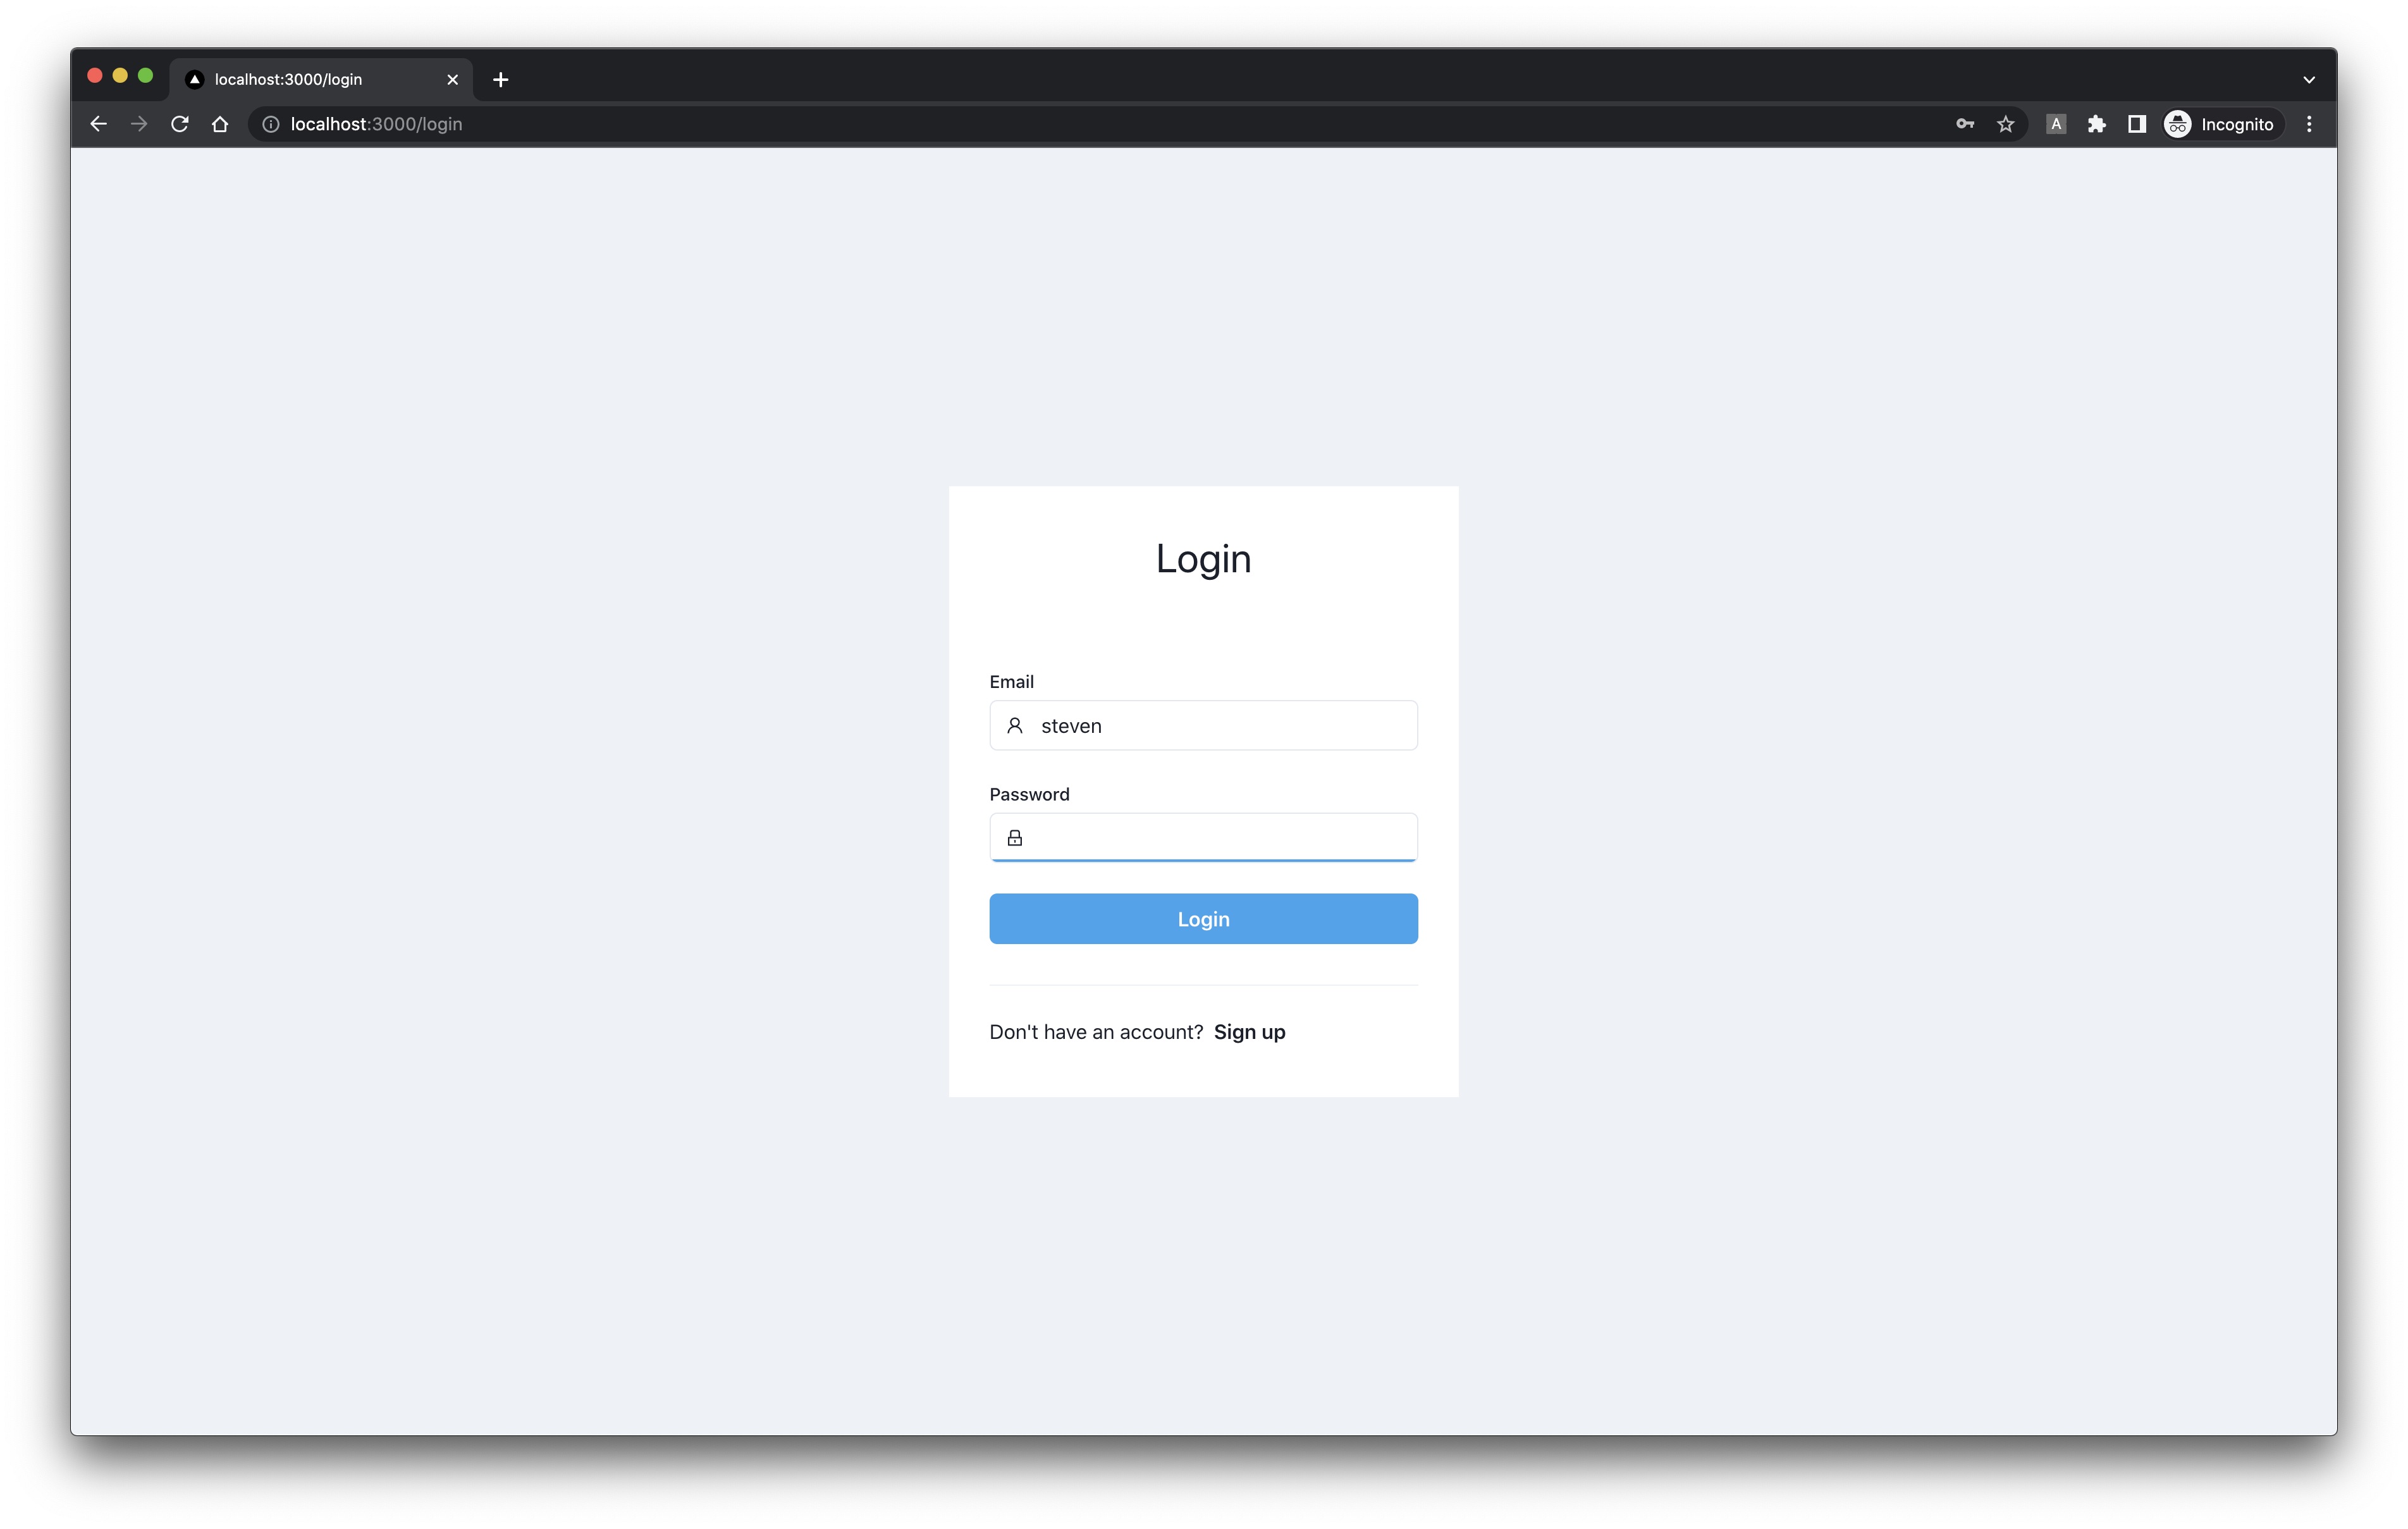 localhost:3000/login
localhost:3000/login
A
Incognito
Login
Email
steven
Password
Login
Don't have an account? Sign up